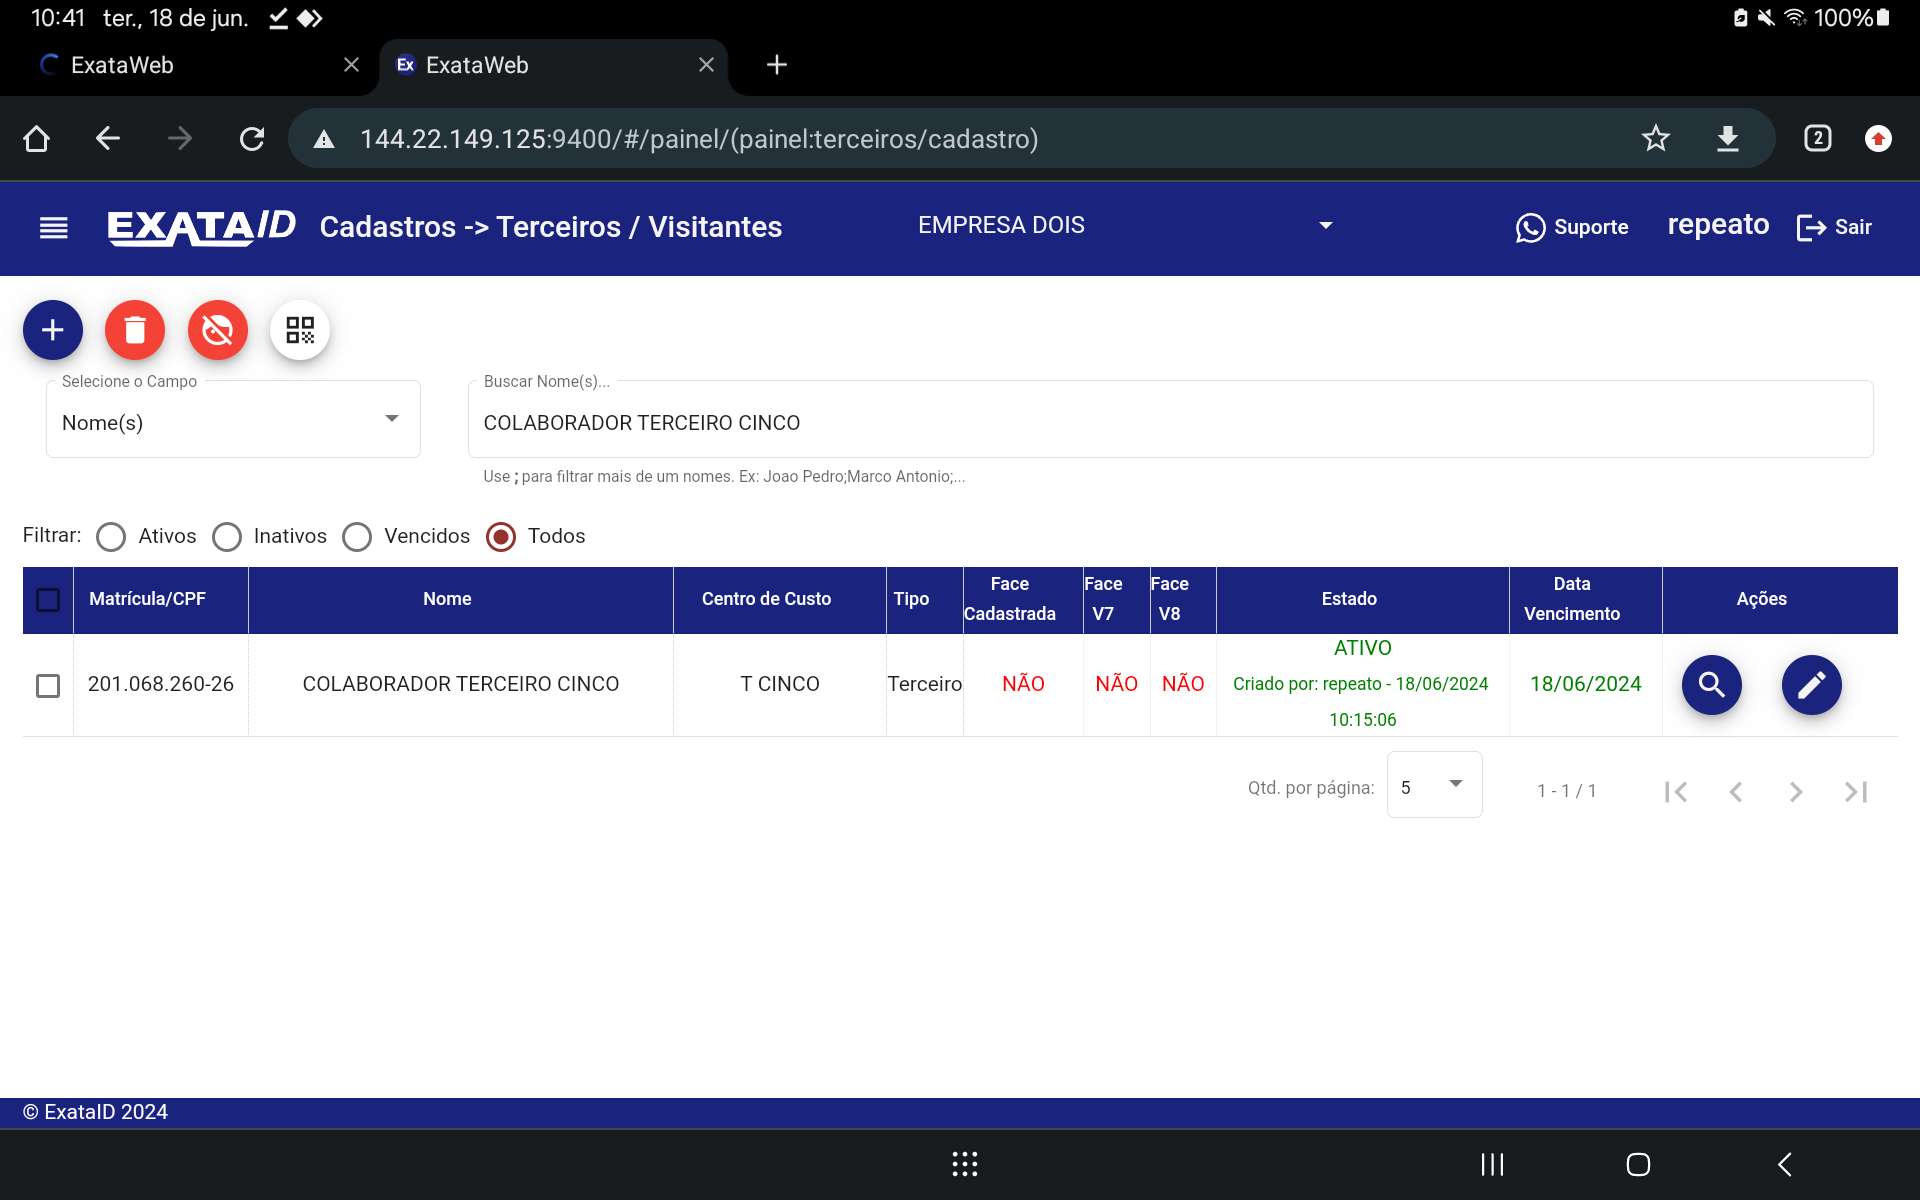 10:41 ter., 18 de jun. 100%
ExataWeb
Ex ExataWeb
144.22.149.125:9400/#/painel/(painel:terceiros/cadastro)
2
EXATAID Cadastros -> Terceiros / Visitantes EMPRESA DOIS Suporte repeato Sair
Selecione o Campo
Nome(s)
Buscar Nome(s)...
COLABORADOR TERCEIRO CINCO
Use ; para filtrar mais de um nomes. Ex: Joao Pedro;Marco Antonio;...
Filtrar: Ativos Inativos Vencidos Todos
Matrícula/CPF Nome Centro de Custo Tipo Face Cadastrada Face V7 Face V8 Estado Data Vencimento Ações
201.068.260-26 COLABORADOR TERCEIRO CINCO T CINCO Terceiro NÃO NÃO NÃO ATIVO
Criado por: repeato - 18/06/2024
10:15:06
18/06/2024
Qtd. por página: 5 1 - 1 / 1
© ExataID 2024